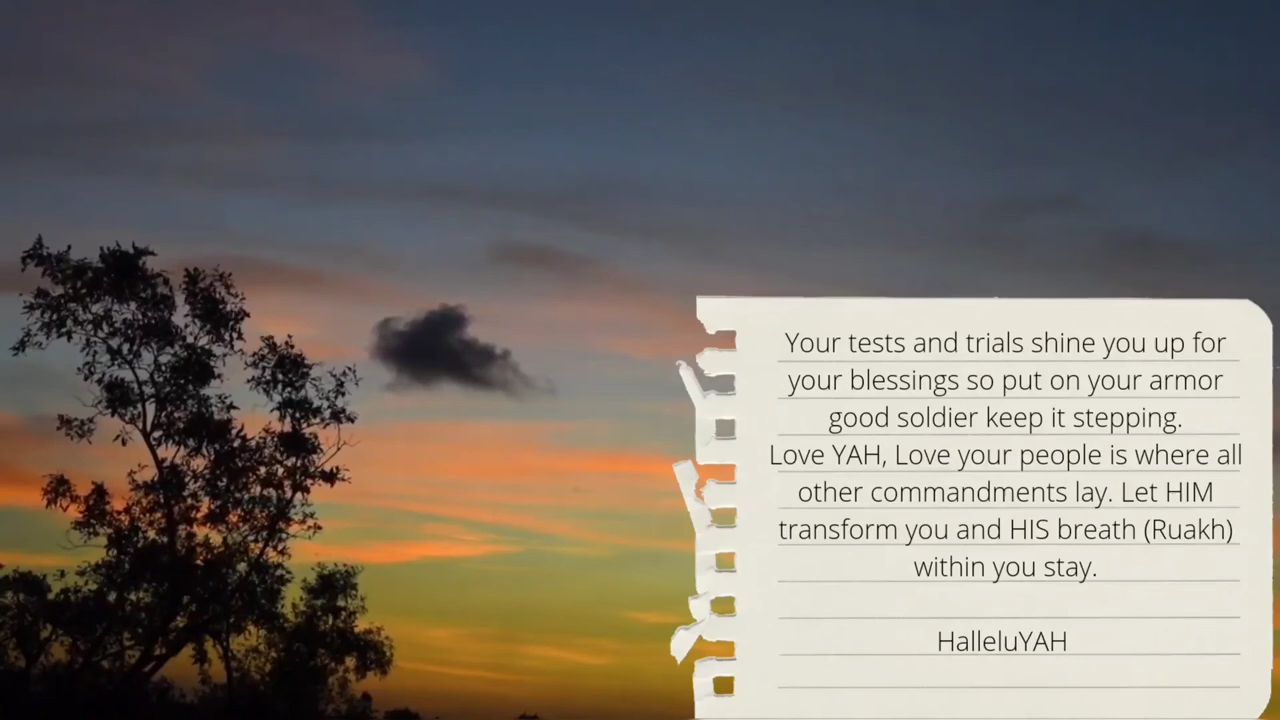 Your tests and trials shine you up for
your blessings so put on your armor
good soldier keep it stepping.
Love YAH, Love your people is where all
other commandments lay. Let HIM
transform you and HIS breath (Ruakh)
within you stay.
HalleluYAH